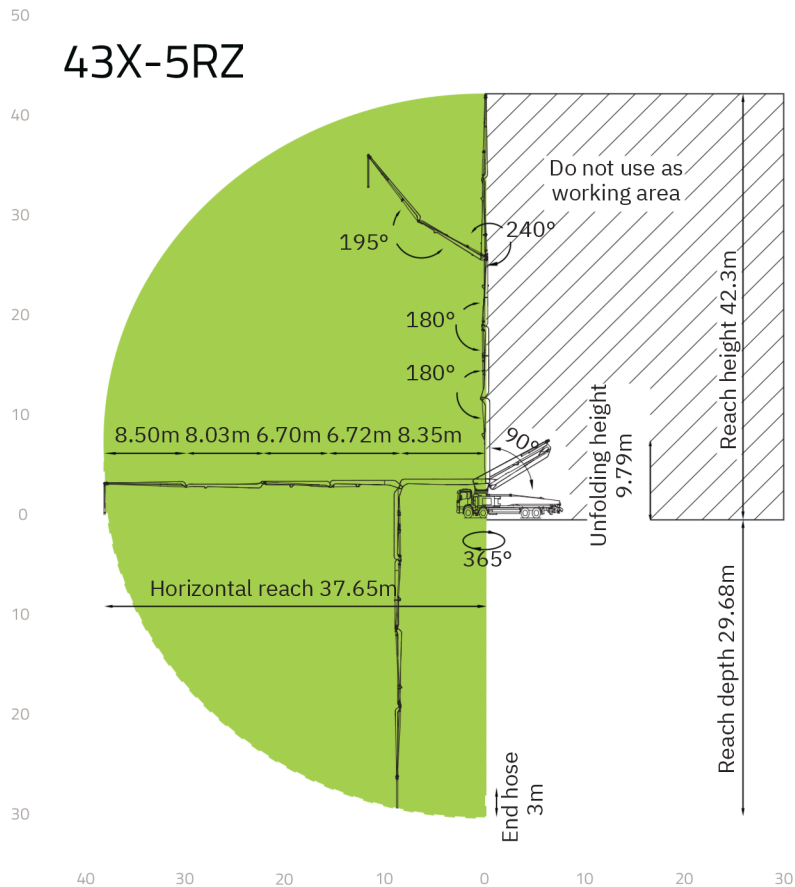 50
43X-5RZ
40
Do not use as
working area
30
195°
240°
Reach height 42.3m
20
180°
180°
10
8.50m 8.03m 6.70m 6.72m 8.35m
90°
Unfolding height
9.79m
0
365°
Horizontal reach 37.65m
10
Reach depth 29.68m
20
End hose
3m
30
40 30 20 10 0 10 20 30